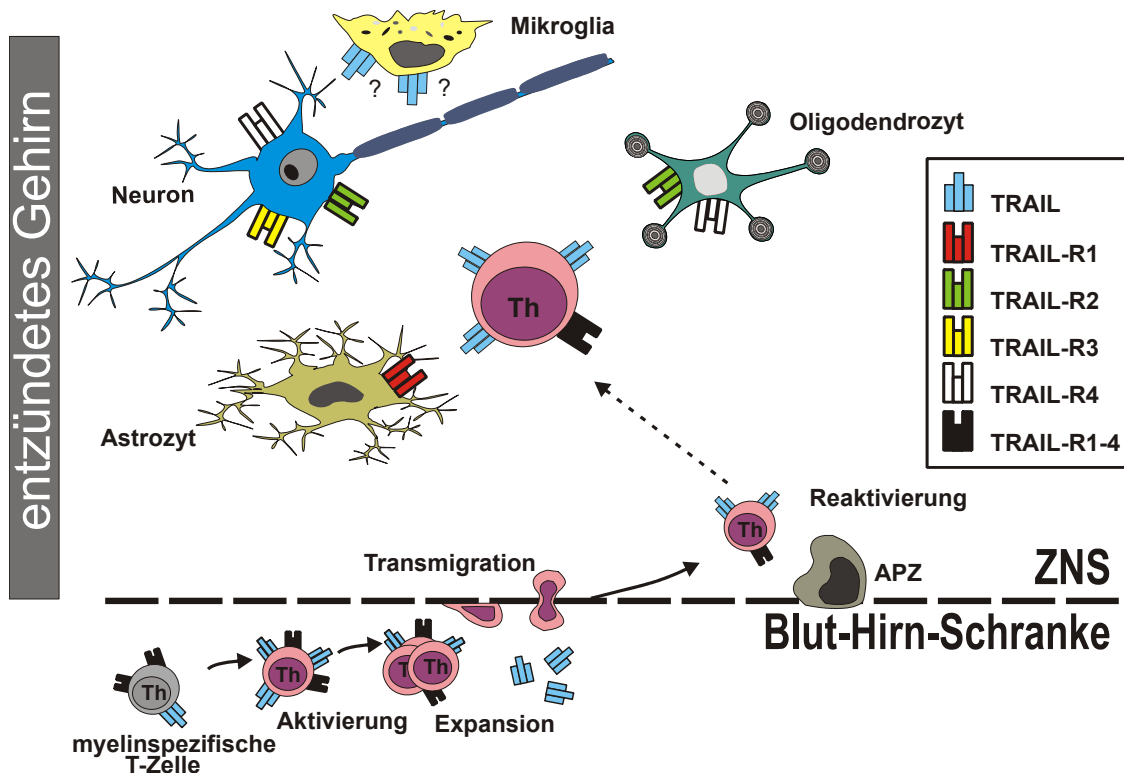 entzündetes Gehirn
Mikroglia
?
?
Neuron
Oligodendrozyt
TRAIL
TRAIL-R1
TRAIL-R2
TRAIL-R3
TRAIL-R4
TRAIL-R1-4
Th
Astrozyt
Reaktivierung
Th
Transmigration
APZ
ZNS
Blut-Hirn-Schranke
Th
Th
T
Th
Aktivierung
Expansion
myelinspezifische
T-Zelle